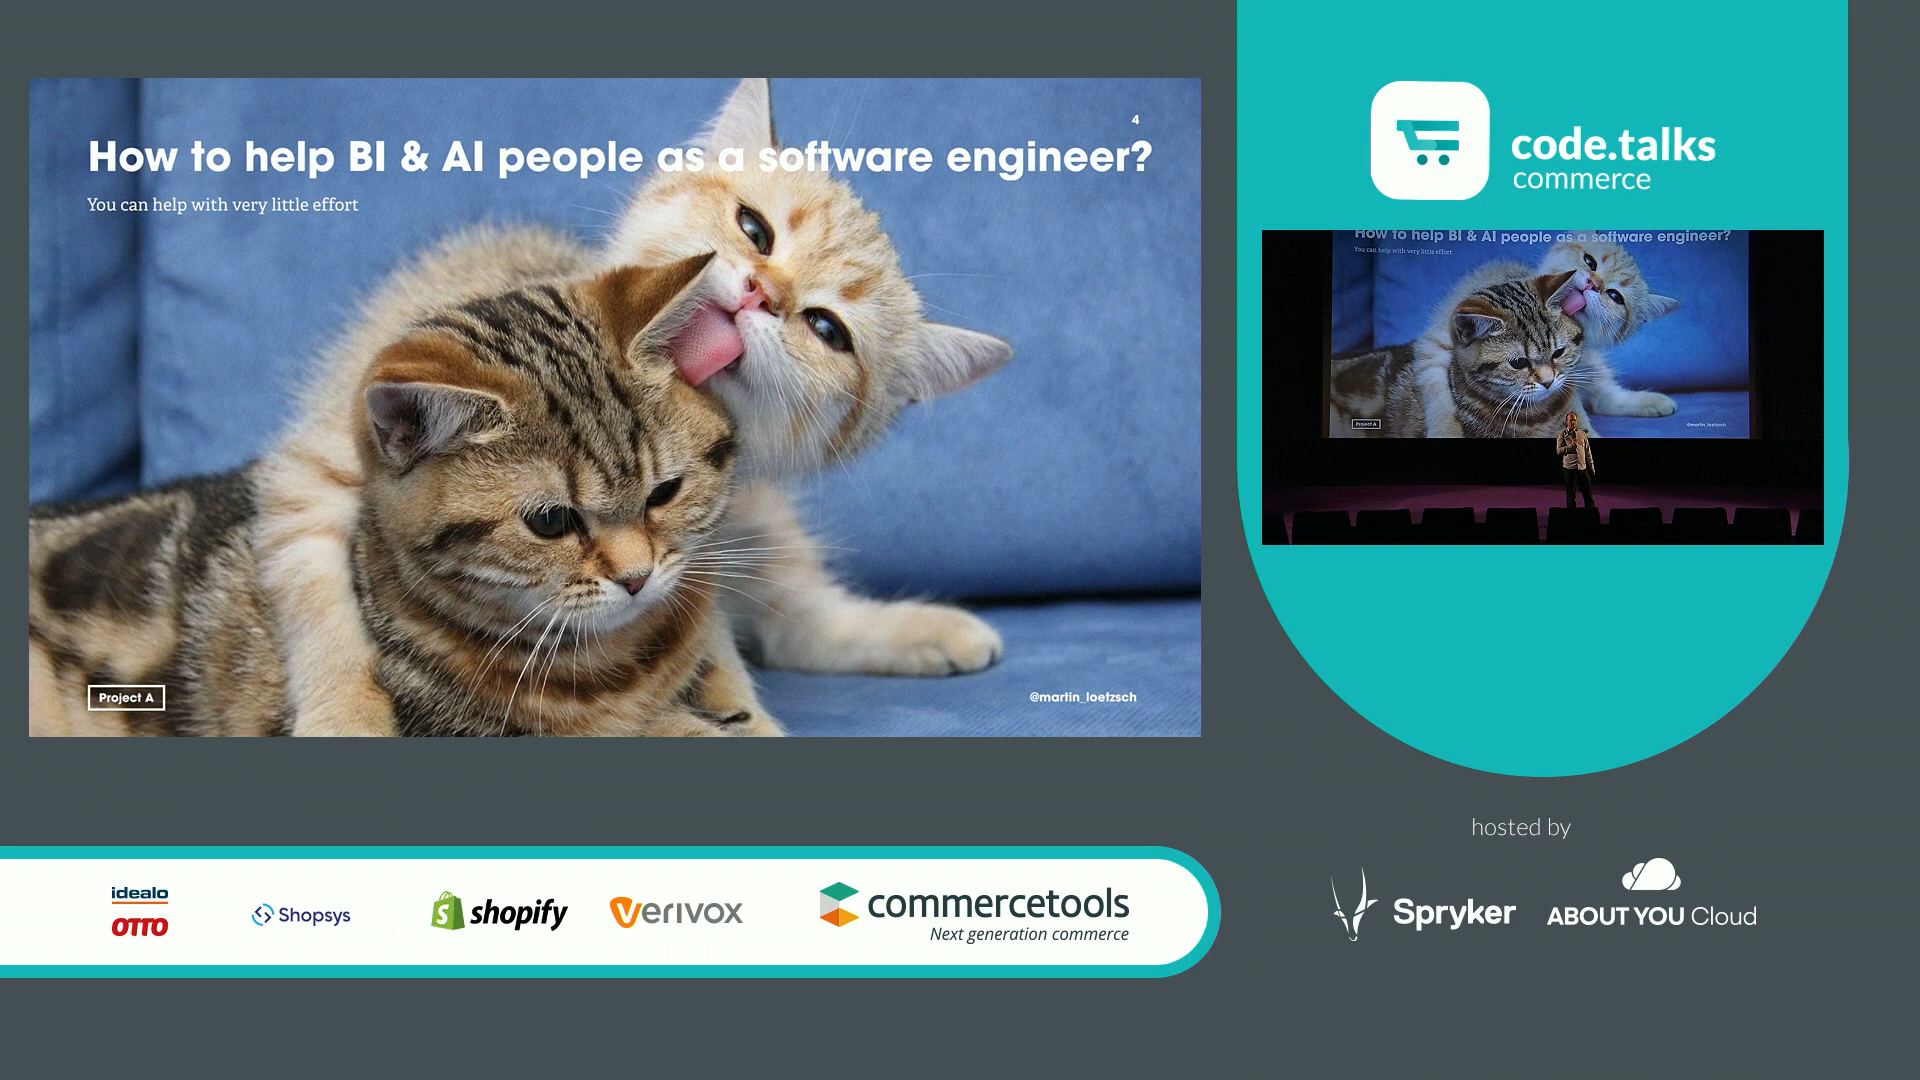 4
How to help BI & AI people as a software engineer?
You can help with very little effort
Project A
@martin_loetzsch
code.talks
commerce
How to help BI & AI people as a software engineer?
You can help with very little effort
Project A
@martin_loetzsch
hosted by
Spryker
ABOUT YOU Cloud
idealo
OTTO
Shopsys
shopify
verivox
commercetools
Next generation commerce